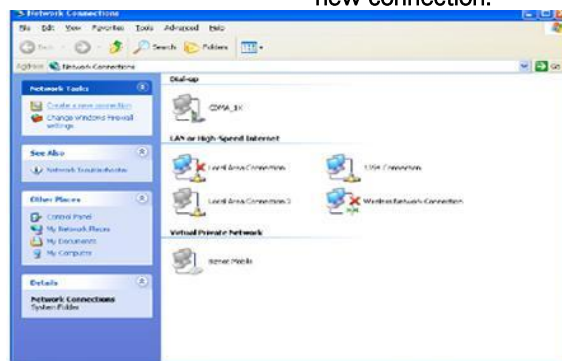 new connection.
Network Connections
File Edit View Favorites Tools Advanced Help
Back Search Folders
Address Network Connections Go
Network Tasks
Create a new connection
Change Windows Firewall settings
See Also
Network Troubleshooter
Other Places
Control Panel
My Network Places
My Documents
My Computer
Details
Network Connections
System Folder
Dial-up
CDMA_1X
LAN or High-Speed Internet
Local Area Connection
1394 Connection
Local Area Connection 2
Wireless Network Connection
Virtual Private Network
Mobile